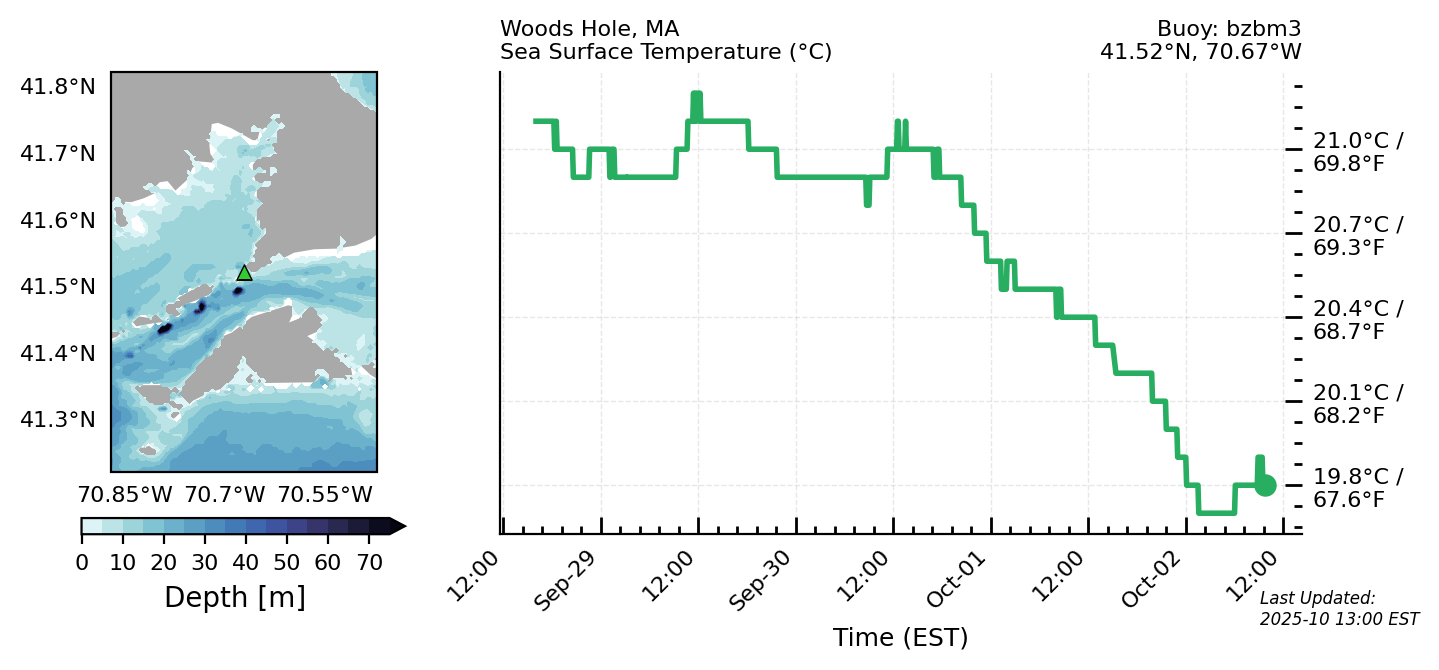 Woods Hole, MA
Sea Surface Temperature (°C)
Buoy: bzbm3
41.52°N, 70.67°W
41.8°N
41.7°N
41.6°N
41.5°N
41.4°N
41.3°N
70.85°W 70.7°W 70.55°W
0 10 20 30 40 50 60 70
Depth [m]
21.0°C /
69.8°F
20.7°C /
69.3°F
20.4°C /
68.7°F
20.1°C /
68.2°F
19.8°C /
67.6°F
12:00 Sep-29 12:00 Sep-30 12:00 Oct-01 12:00 Oct-02 12:00
Time (EST)
Last Updated:
2025-10 13:00 EST